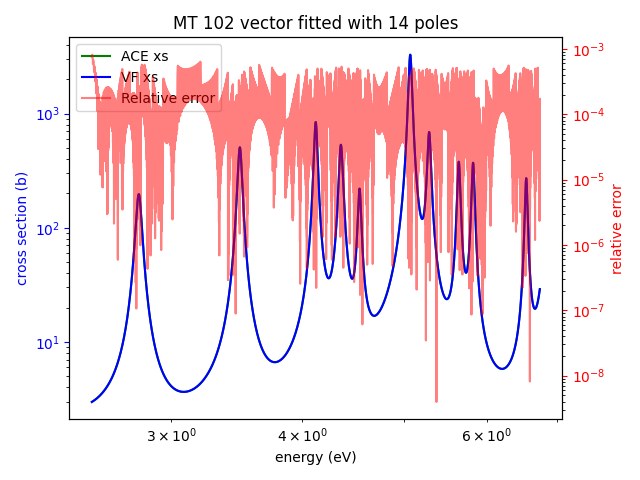 MT 102 vector fitted with 14 poles
ACE xs
VF xs
Relative error
cross section (b)
10³
10²
10¹
relative error
10⁻³
10⁻⁴
10⁻⁵
10⁻⁶
10⁻⁷
10⁻⁸
3 × 10⁰
4 × 10⁰
6 × 10⁰
energy (eV)